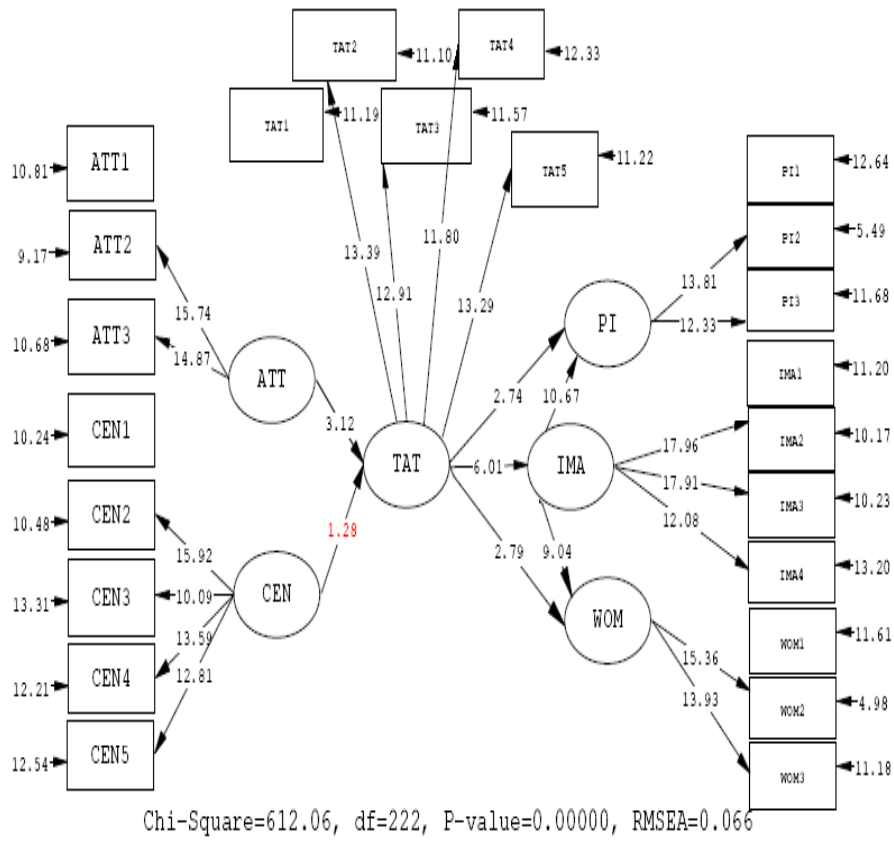 TAT2
11.10
TAT4
12.33
TAT1
11.19
TAT3
11.57
TAT5
11.22
10.81
ATT1
9.17
ATT2
10.68
ATT3
10.24
CEN1
10.48
CEN2
13.31
CEN3
12.21
CEN4
12.54
CEN5
15.74
14.87
ATT
3.12
15.92
10.09
13.59
12.81
CEN
1.28
13.39
12.91
11.80
13.29
TAT
2.74
6.01
2.79
PI
10.67
IMA
9.04
WOM
13.81
12.33
17.96
17.91
12.08
15.36
13.93
PI1
12.64
PI2
5.49
PI3
11.68
IMA1
11.20
IMA2
10.17
IMA3
10.23
IMA4
13.20
WOM1
11.61
WOM2
4.98
WOM3
11.18
Chi-Square=612.06, df=222, P-value=0.00000, RMSEA=0.066